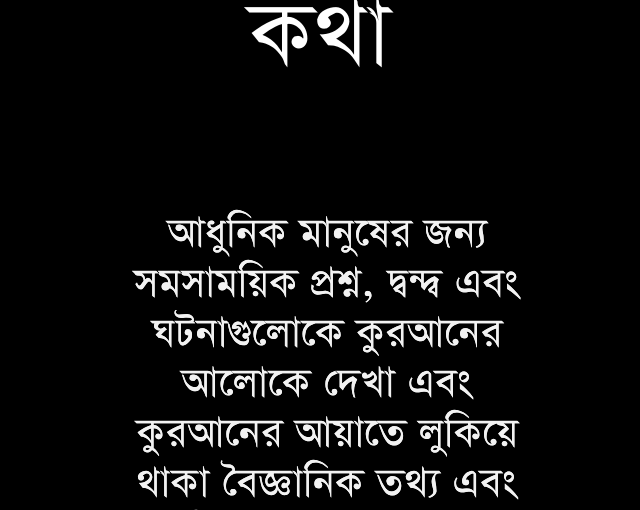 কথা
আধুনিক মানুষের জন্য
সমসাময়িক প্রশ্ন, দ্বন্দ্ব এবং
ঘটনাগুলোকে কুরআনের
আলোকে দেখা এবং
কুরআনের আয়াতে লুকিয়ে
থাকা বৈজ্ঞানিক তথ্য এবং